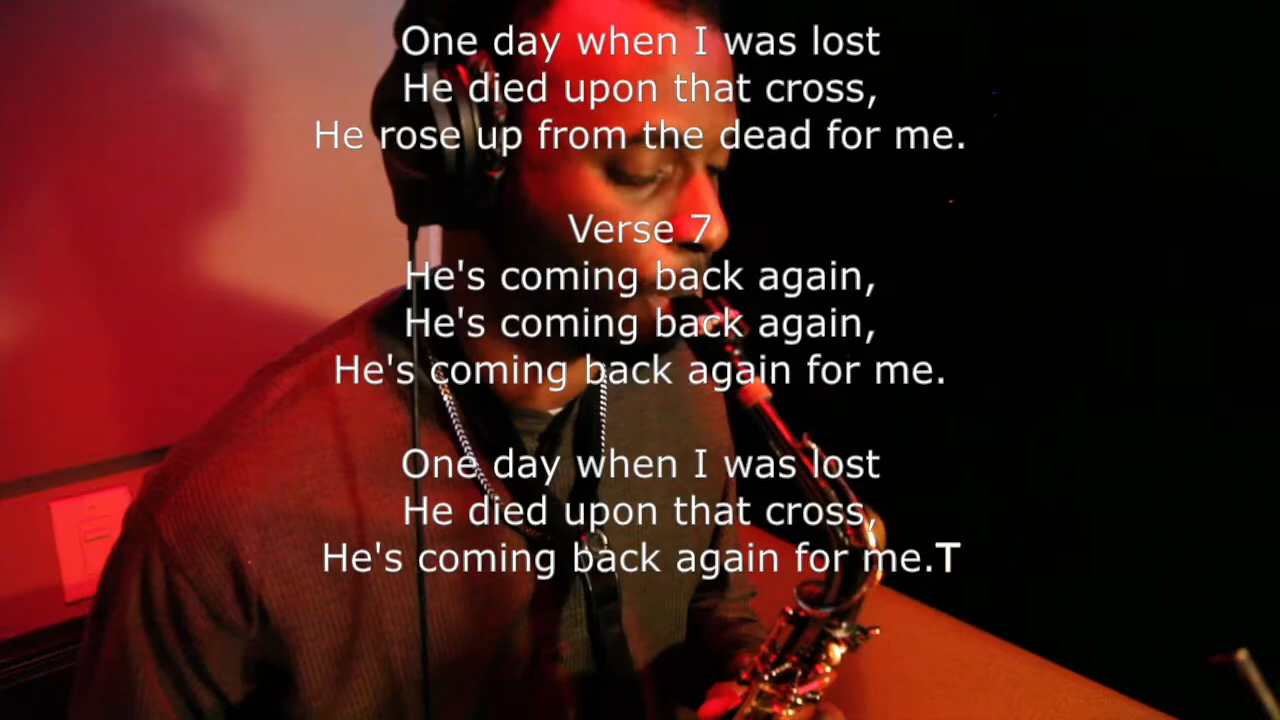 One day when I was lost
He died upon that cross,
He rose up from the dead for me.
Verse 7
He's coming back again,
He's coming back again,
He's coming back again for me.
One day when I was lost
He died upon that cross,
He's coming back again for me.T